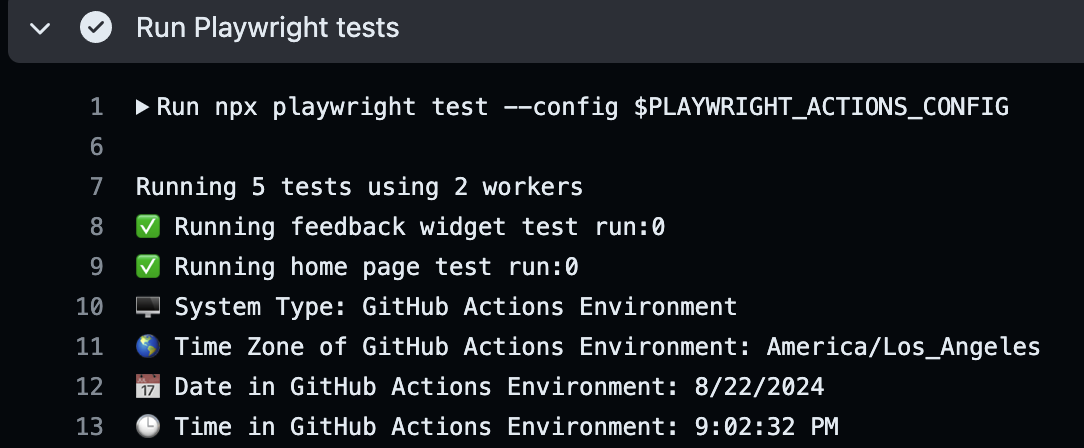 Run Playwright tests
1 ▶ Run npx playwright test --config $PLAYWRIGHT_ACTIONS_CONFIG
6
7 Running 5 tests using 2 workers
8 ✅ Running feedback widget test run:0
9 ✅ Running home page test run:0
10 🖥️ System Type: GitHub Actions Environment
11 🌎 Time Zone of GitHub Actions Environment: America/Los_Angeles
12 📅 Date in GitHub Actions Environment: 8/22/2024
13 🕒 Time in GitHub Actions Environment: 9:02:32 PM